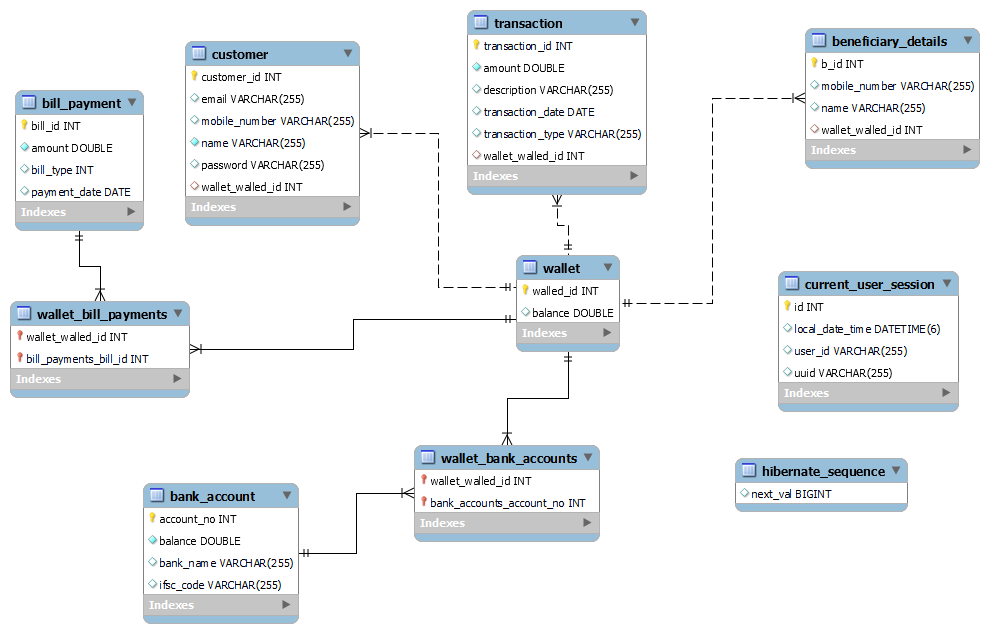 transaction
transaction_id INT
amount DOUBLE
description VARCHAR(255)
transaction_date DATE
transaction_type VARCHAR(255)
wallet_walled_id INT
Indexes
beneficiary_details
b_id INT
mobile_number VARCHAR(255)
name VARCHAR(255)
wallet_walled_id INT
Indexes
customer
customer_id INT
email VARCHAR(255)
mobile_number VARCHAR(255)
name VARCHAR(255)
password VARCHAR(255)
wallet_walled_id INT
Indexes
bill_payment
bill_id INT
amount DOUBLE
bill_type INT
payment_date DATE
Indexes
wallet
walled_id INT
balance DOUBLE
Indexes
current_user_session
id INT
local_date_time DATETIME(6)
user_id VARCHAR(255)
uuid VARCHAR(255)
Indexes
wallet_bill_payments
wallet_walled_id INT
bill_payments_bill_id INT
Indexes
wallet_bank_accounts
wallet_walled_id INT
bank_accounts_account_no INT
Indexes
hibernate_sequence
next_val BIGINT
bank_account
account_no INT
balance DOUBLE
bank_name VARCHAR(255)
ifsc_code VARCHAR(255)
Indexes